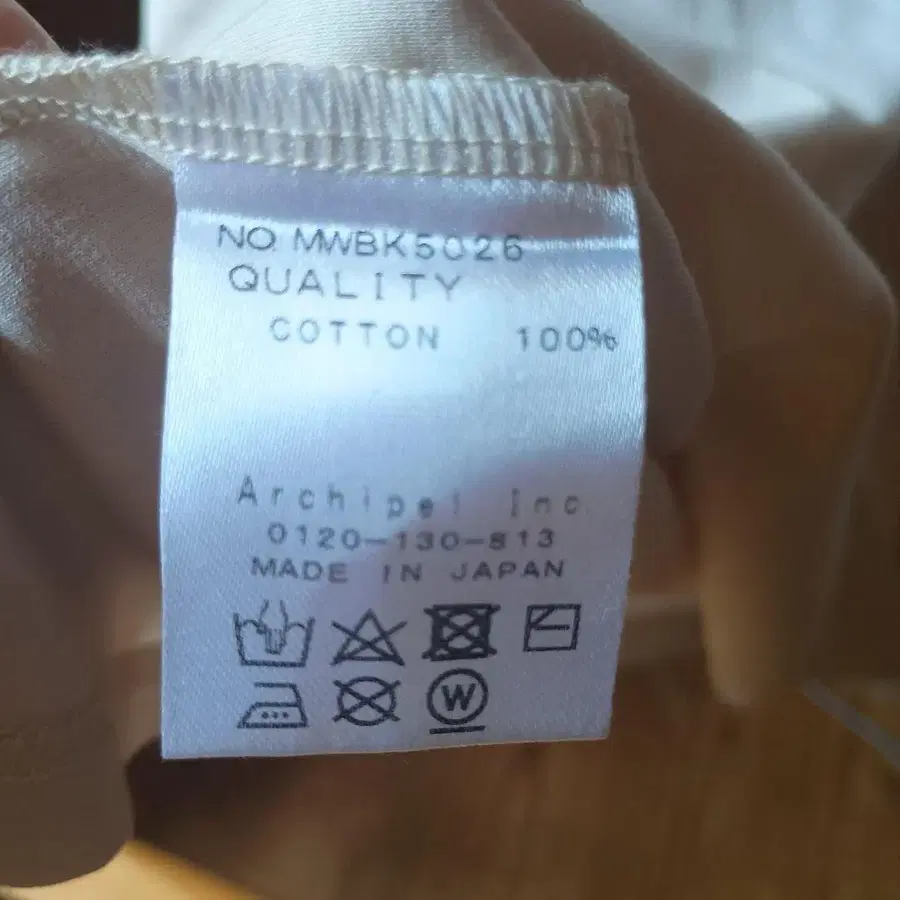 NO. MWBK5026
QUALITY
COTTON 100%
Archipel Inc.
0120-130-813
MADE IN JAPAN
W